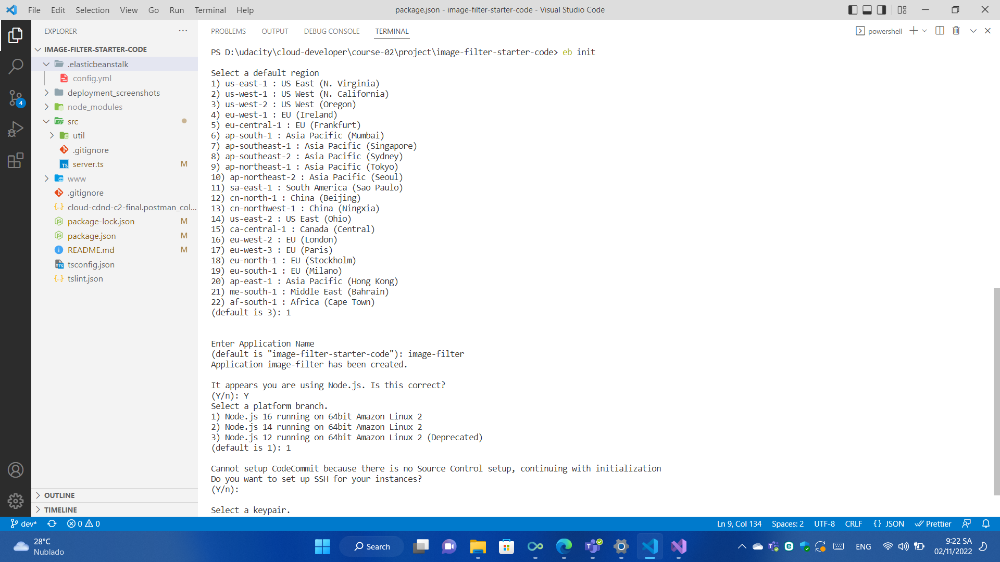 File Edit Selection View Go Run Terminal Help
package.json - image-filter-starter-code - Visual Studio Code
EXPLORER
IMAGE-FILTER-STARTER-CODE
.elasticbeanstalk
config.yml
deployment_screenshots
node_modules
src
util
.gitignore
server.ts M
www
.gitignore
cloud-cdnd-c2-final.postman_col...
package-lock.json M
package.json M
README.md M
tsconfig.json
tslint.json
OUTLINE
TIMELINE
4
PROBLEMS OUTPUT DEBUG CONSOLE TERMINAL
powershell
PS D:\udacity\cloud-developer\course-02\project\image-filter-starter-code> eb init
Select a default region
1) us-east-1 : US East (N. Virginia)
2) us-west-1 : US West (N. California)
3) us-west-2 : US West (Oregon)
4) eu-west-1 : EU (Ireland)
5) eu-central-1 : EU (Frankfurt)
6) ap-south-1 : Asia Pacific (Mumbai)
7) ap-southeast-1 : Asia Pacific (Singapore)
8) ap-southeast-2 : Asia Pacific (Sydney)
9) ap-northeast-1 : Asia Pacific (Tokyo)
10) ap-northeast-2 : Asia Pacific (Seoul)
11) sa-east-1 : South America (Sao Paulo)
12) cn-north-1 : China (Beijing)
13) cn-northwest-1 : China (Ningxia)
14) us-east-2 : US East (Ohio)
15) ca-central-1 : Canada (Central)
16) eu-west-2 : EU (London)
17) eu-west-3 : EU (Paris)
18) eu-north-1 : EU (Stockholm)
19) eu-south-1 : EU (Milano)
20) ap-east-1 : Asia Pacific (Hong Kong)
21) me-south-1 : Middle East (Bahrain)
22) af-south-1 : Africa (Cape Town)
(default is 3): 1
Enter Application Name
(default is "image-filter-starter-code"): image-filter
Application image-filter has been created.
It appears you are using Node.js. Is this correct?
(Y/n): Y
Select a platform branch.
1) Node.js 16 running on 64bit Amazon Linux 2
2) Node.js 14 running on 64bit Amazon Linux 2
3) Node.js 12 running on 64bit Amazon Linux 2 (Deprecated)
(default is 1): 1
Cannot setup CodeCommit because there is no Source Control setup, continuing with initialization
Do you want to set up SSH for your instances?
(Y/n):
Select a keypair.
dev* 0 0
Ln 9, Col 134 Spaces: 2 UTF-8 CRLF {} JSON Prettier
28°C
Nublado
Search
ENG
9:22 SA
02/11/2022